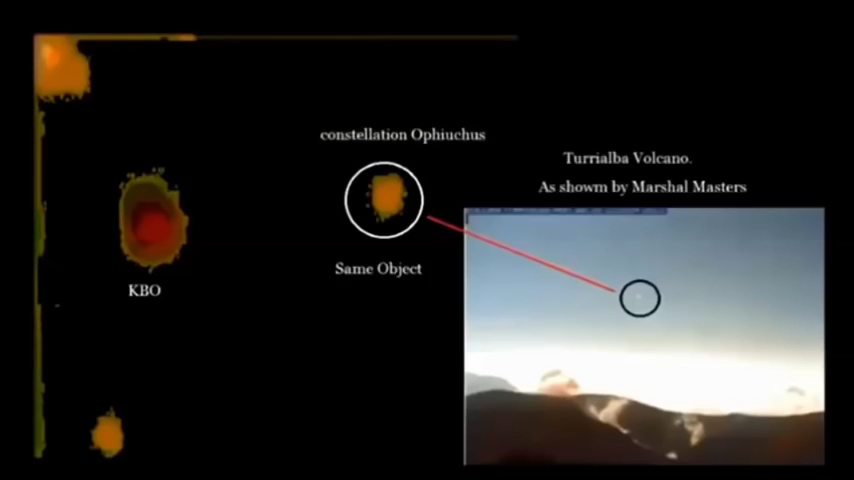 constellation Ophiuchus
Turrialba Volcano.
As showm by Marshal Masters
Same Object
KBO